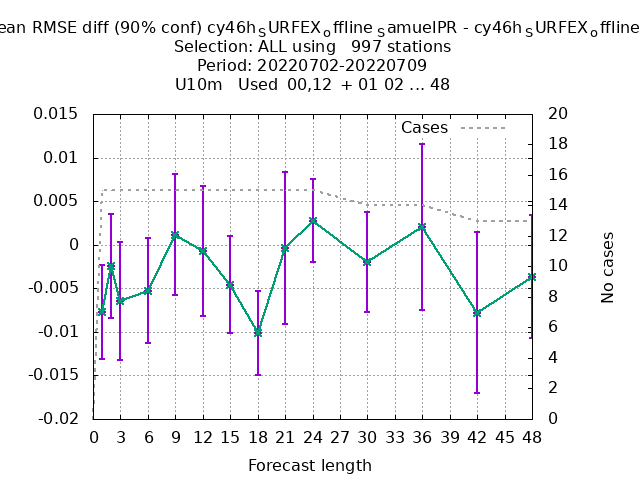 ean RMSE diff (90% conf) cy46hSURFEXoffline SamuelPR - cy46hSURFEXoffline
Selection: ALL using 997 stations
Period: 20220702-20220709
U10m Used 00,12 + 01 02 ... 48
Cases
0.015
0.01
0.005
0
-0.005
-0.01
-0.015
-0.02
20
18
16
14
12
10
8
6
4
2
0
No cases
0 3 6 9 12 15 18 21 24 27 30 33 36 39 42 45 48
Forecast length